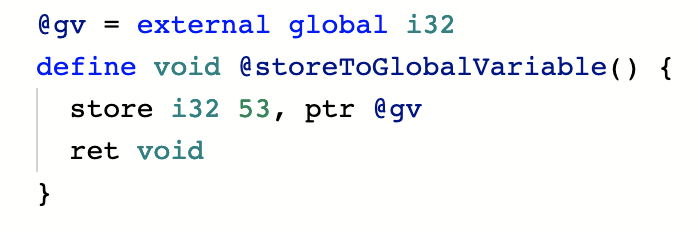 @gv = external global i32
define void @storeToGlobalVariable() {
store i32 53, ptr @gv
ret void
}